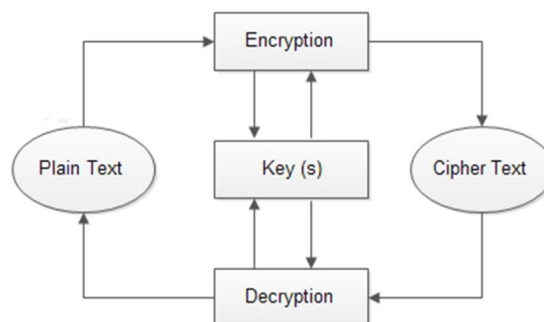 Encryption
Plain Text
Key (s)
Cipher Text
Decryption